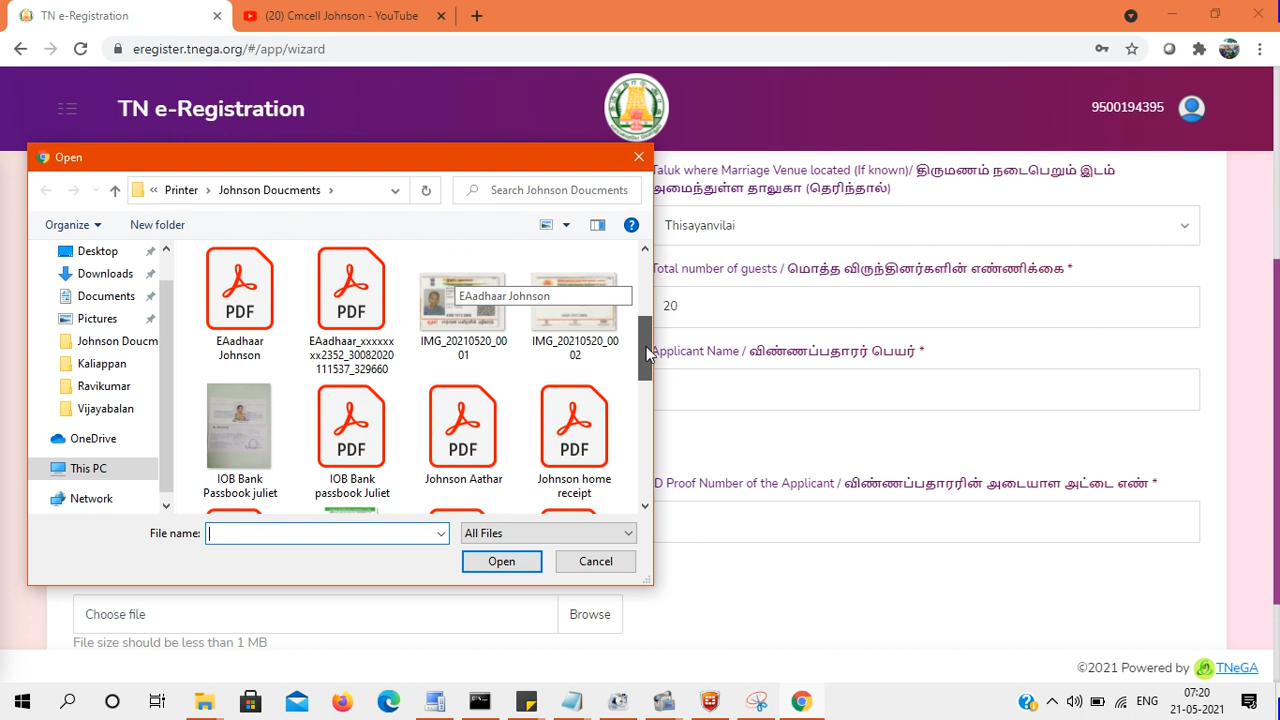 TN e-Registration
(20) Cmcell Johnson - YouTube
eregister.tnega.org/#/app/wizard
TN e-Registration
9500194395
Open
Printer
Johnson Doucments
Search Johnson Doucments
Organize
New folder
Desktop
Downloads
Documents
Pictures
Johnson Doucm
Kaliappan
Ravikumar
Vijayabalan
OneDrive
This PC
Network
PDF
EAadhaar
Johnson
PDF
EAadhaar_xxxxxx
xx2352_30082020
111537_329660
IMG_20210520_00
01
IMG_20210520_00
02
EAadhaar Johnson
IOB Bank
Passbook juliet
PDF
IOB Bank
passbook Juliet
PDF
Johnson Aathar
PDF
Johnson home
receipt
File name:
All Files
Open
Cancel
Taluk where Marriage Venue located (If known)/ திருமணம் நடைபெறும் இடம்
அமைந்துள்ள தாலுகா (தெரிந்தால்)
Thisayanvilai
Total number of guests / மொத்த விருந்தினர்களின் எண்ணிக்கை *
20
Applicant Name / விண்ணப்பதாரர் பெயர் *
D Proof Number of the Applicant / விண்ணப்பதாரரின் அடையாள அட்டை எண் *
Choose file
Browse
File size should be less than 1 MB
©2021 Powered by TNeGA
ENG
07:20
21-05-2021